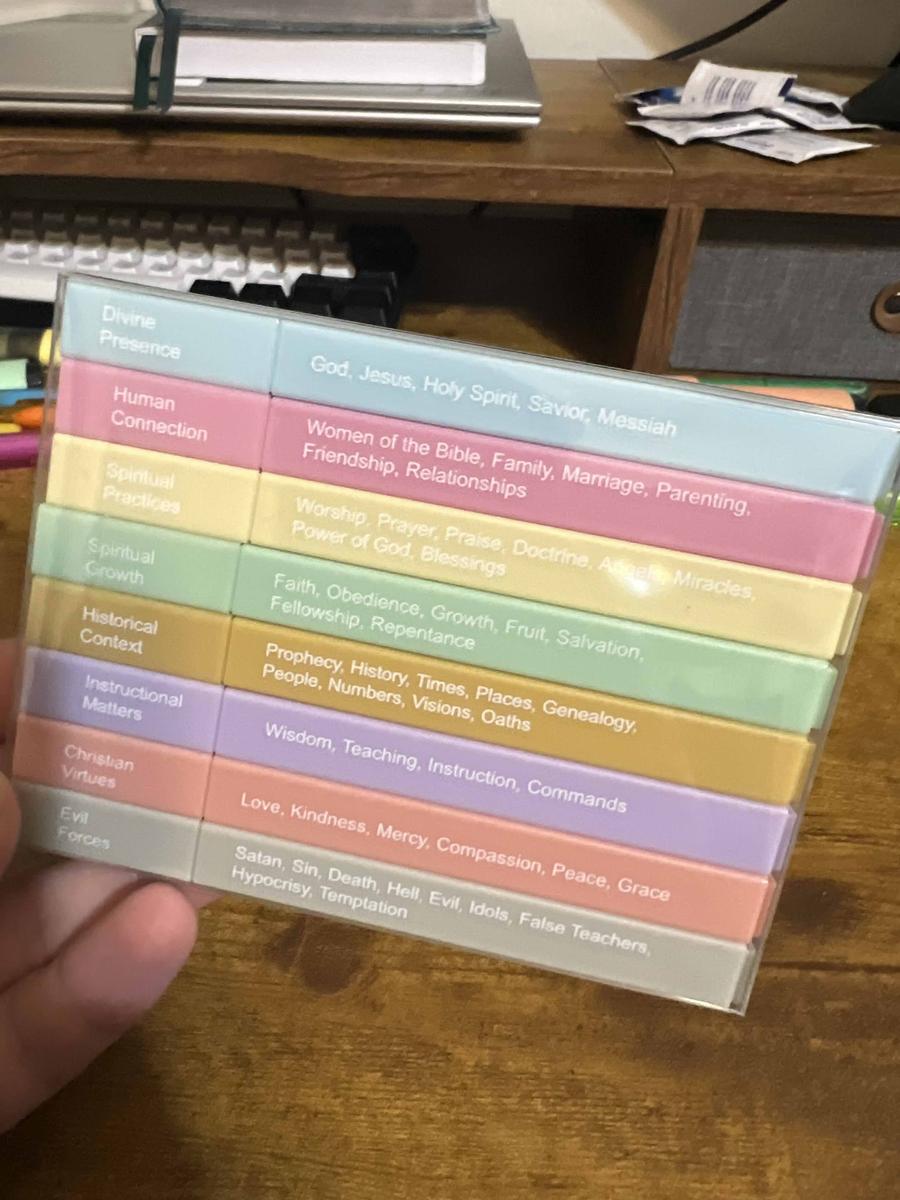 Divine
Presence
God, Jesus, Holy Spirit, Savior, Messiah
Human
Connection
Women of the Bible, Family, Marriage, Parenting,
Friendship, Relationships
Spiritual
Practices
Worship, Prayer, Praise, Doctrine, Angels, Miracles,
Power of God, Blessings
Spiritual
Growth
Faith, Obedience, Growth, Fruit, Salvation,
Fellowship, Repentance
Historical
Context
Prophecy, History, Times, Places, Genealogy,
People, Numbers, Visions, Oaths
Instructional
Matters
Wisdom, Teaching, Instruction, Commands
Christian
Virtues
Love, Kindness, Mercy, Compassion, Peace, Grace
Evil
Forces
Satan, Sin, Death, Hell, Evil, Idols, False Teachers,
Hypocrisy, Temptation